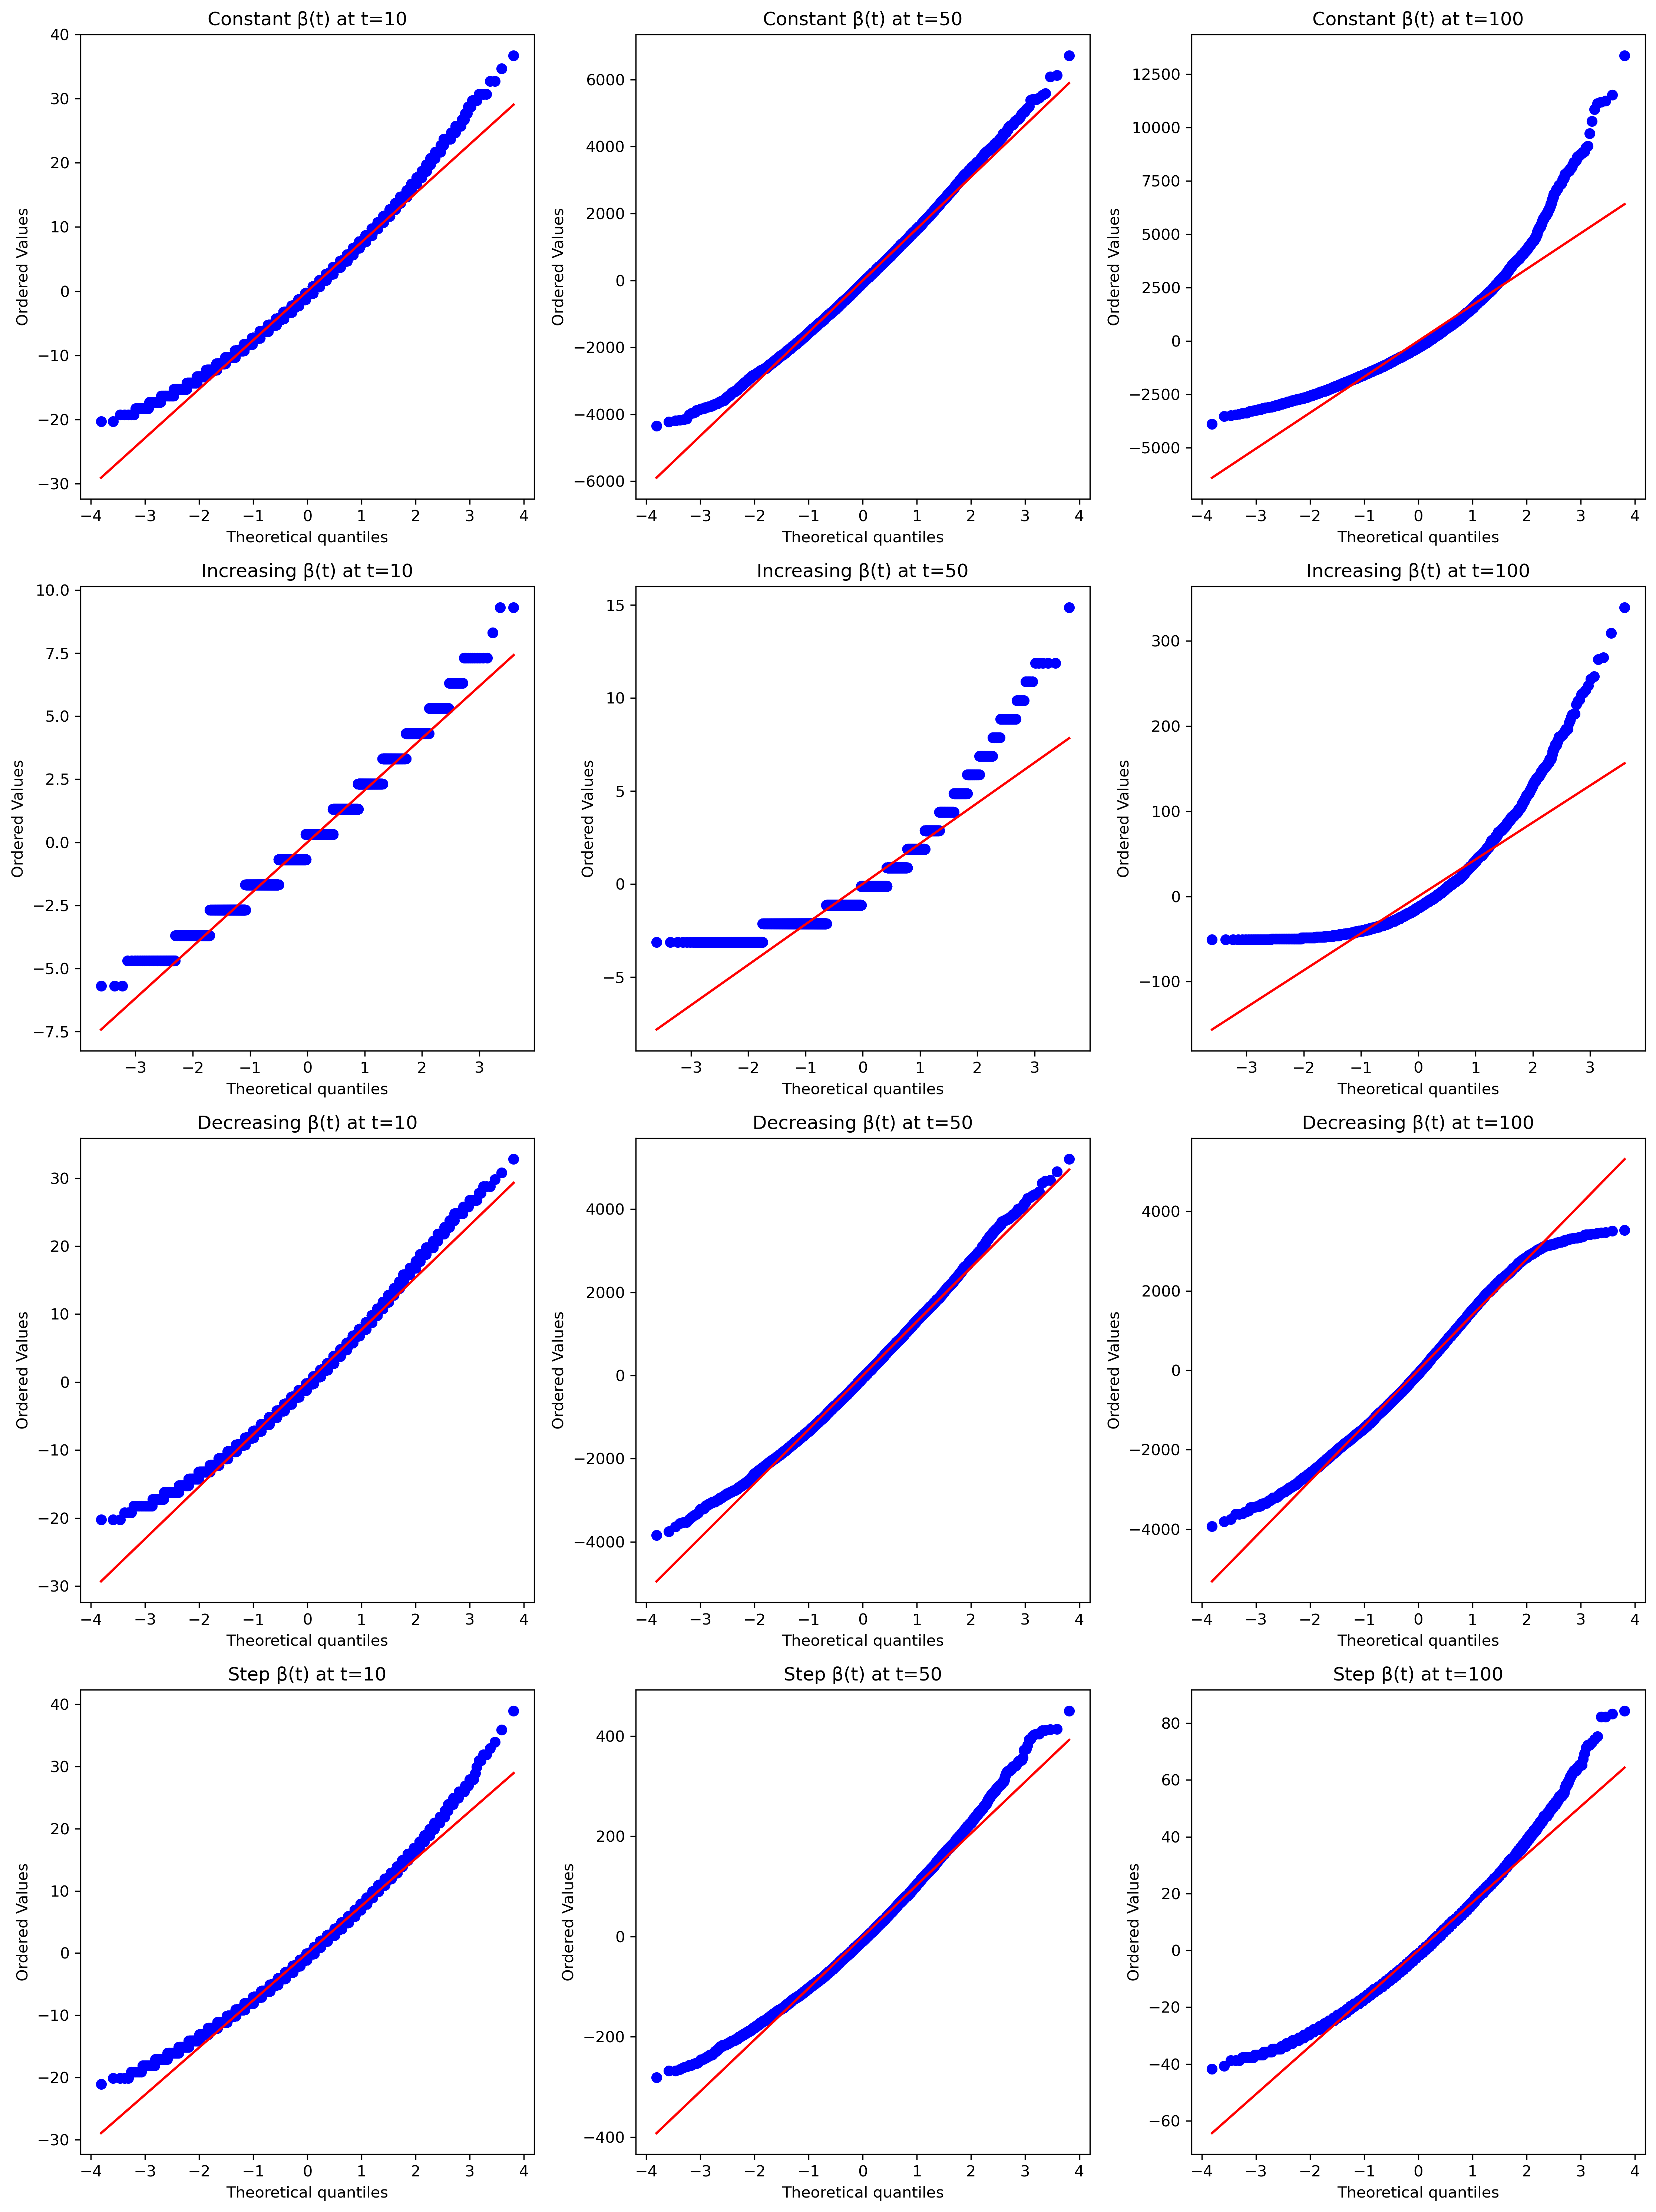 Constant β(t) at t=10
Constant β(t) at t=50
Constant β(t) at t=100
40
30
20
10
0
−10
−20
−30
Ordered Values
−4 −3 −2 −1 0 1 2 3 4
Theoretical quantiles
6000
4000
2000
0
−2000
−4000
−6000
Ordered Values
−4 −3 −2 −1 0 1 2 3 4
Theoretical quantiles
12500
10000
7500
5000
2500
0
−2500
−5000
Ordered Values
−4 −3 −2 −1 0 1 2 3 4
Theoretical quantiles
Increasing β(t) at t=10
Increasing β(t) at t=50
Increasing β(t) at t=100
10.0
7.5
5.0
2.5
0.0
−2.5
−5.0
−7.5
Ordered Values
−3 −2 −1 0 1 2 3
Theoretical quantiles
15
10
5
0
−5
Ordered Values
−3 −2 −1 0 1 2 3
Theoretical quantiles
300
200
100
0
−100
Ordered Values
−3 −2 −1 0 1 2 3
Theoretical quantiles
Decreasing β(t) at t=10
Decreasing β(t) at t=50
Decreasing β(t) at t=100
30
20
10
0
−10
−20
−30
Ordered Values
−4 −3 −2 −1 0 1 2 3 4
Theoretical quantiles
4000
2000
0
−2000
−4000
Ordered Values
−4 −3 −2 −1 0 1 2 3 4
Theoretical quantiles
4000
2000
0
−2000
−4000
Ordered Values
−4 −3 −2 −1 0 1 2 3 4
Theoretical quantiles
Step β(t) at t=10
Step β(t) at t=50
Step β(t) at t=100
40
30
20
10
0
−10
−20
−30
Ordered Values
−4 −3 −2 −1 0 1 2 3 4
Theoretical quantiles
400
200
0
−200
−400
Ordered Values
−4 −3 −2 −1 0 1 2 3 4
Theoretical quantiles
80
60
40
20
0
−20
−40
−60
Ordered Values
−4 −3 −2 −1 0 1 2 3 4
Theoretical quantiles